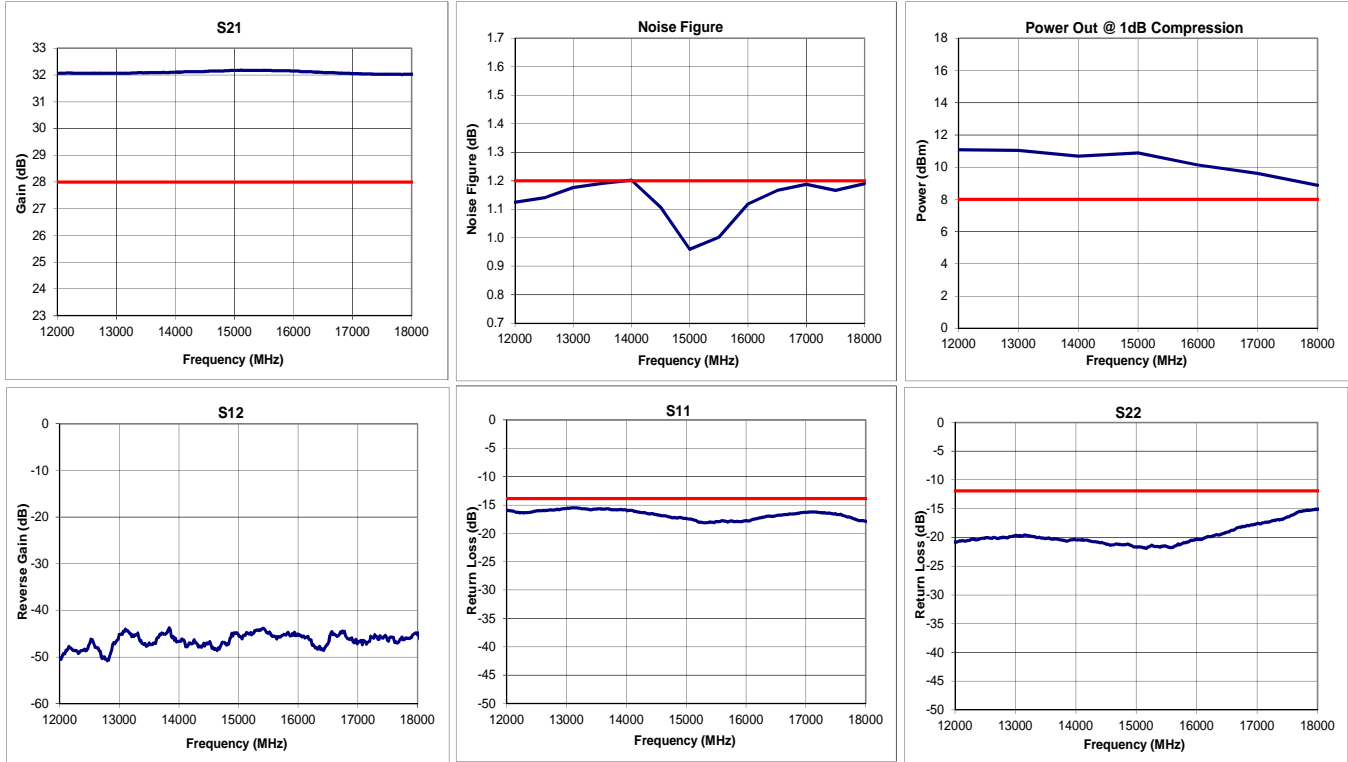 S21
33
32
31
30
29
28
27
26
25
24
23
Gain (dB)
12000 13000 14000 15000 16000 17000 18000
Frequency (MHz)
Noise Figure
1.7
1.6
1.5
1.4
1.3
1.2
1.1
1.0
0.9
0.8
0.7
Noise Figure (dB)
12000 13000 14000 15000 16000 17000 18000
Frequency (MHz)
Power Out @ 1dB Compression
18
16
14
12
10
8
6
4
2
0
Power (dBm)
12000 13000 14000 15000 16000 17000 18000
Frequency (MHz)
S12
0
-10
-20
-30
-40
-50
-60
Reverse Gain (dB)
12000 13000 14000 15000 16000 17000 18000
Frequency (MHz)
S11
0
-5
-10
-15
-20
-25
-30
-35
-40
-45
-50
Return Loss (dB)
12000 13000 14000 15000 16000 17000 18000
Frequency (MHz)
S22
0
-5
-10
-15
-20
-25
-30
-35
-40
-45
-50
Return Loss (dB)
12000 13000 14000 15000 16000 17000 18000
Frequency (MHz)